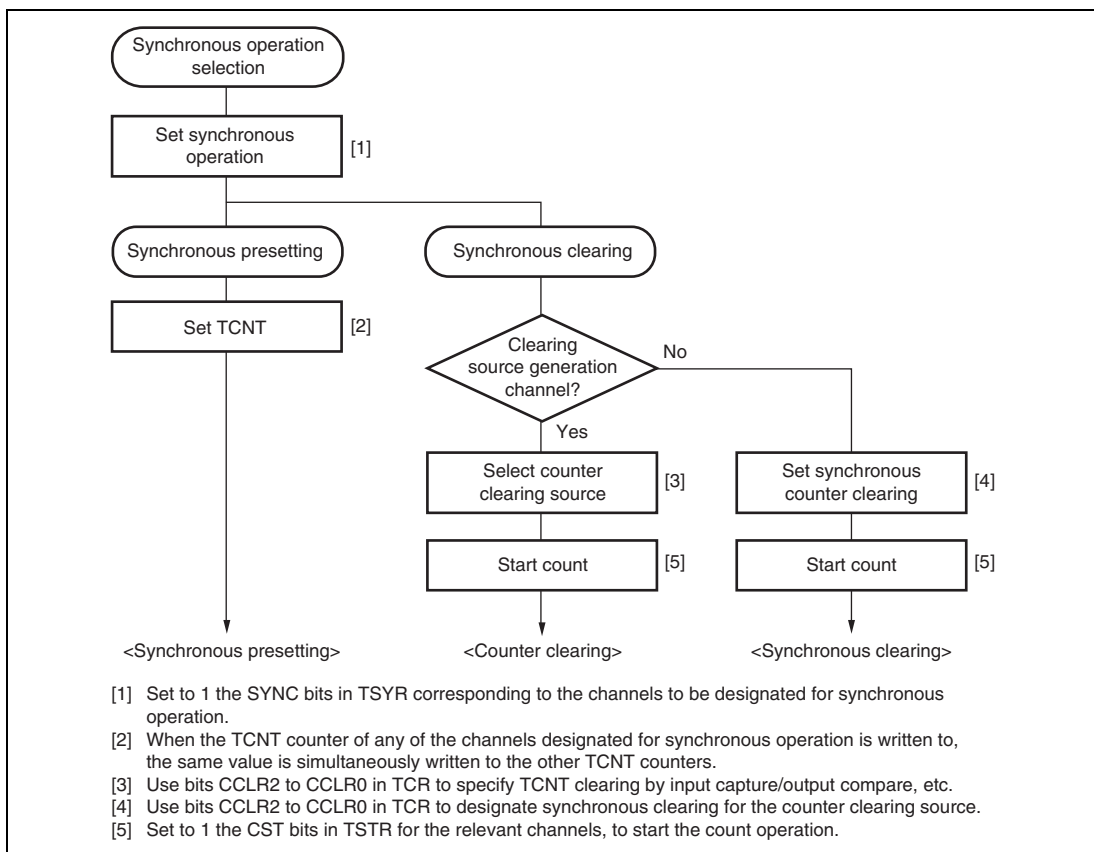 Synchronous operation
selection
Set synchronous
operation
[1]
Synchronous presetting
Synchronous clearing
Set TCNT
[2]
Clearing
source generation
channel?
No
Yes
Select counter
clearing source
[3]
Set synchronous
counter clearing
[4]
Start count
[5]
Start count
[5]
<Synchronous presetting>
<Counter clearing>
<Synchronous clearing>
[1] Set to 1 the SYNC bits in TSYR corresponding to the channels to be designated for synchronous
operation.
[2] When the TCNT counter of any of the channels designated for synchronous operation is written to,
the same value is simultaneously written to the other TCNT counters.
[3] Use bits CCLR2 to CCLR0 in TCR to specify TCNT clearing by input capture/output compare, etc.
[4] Use bits CCLR2 to CCLR0 in TCR to designate synchronous clearing for the counter clearing source.
[5] Set to 1 the CST bits in TSTR for the relevant channels, to start the count operation.